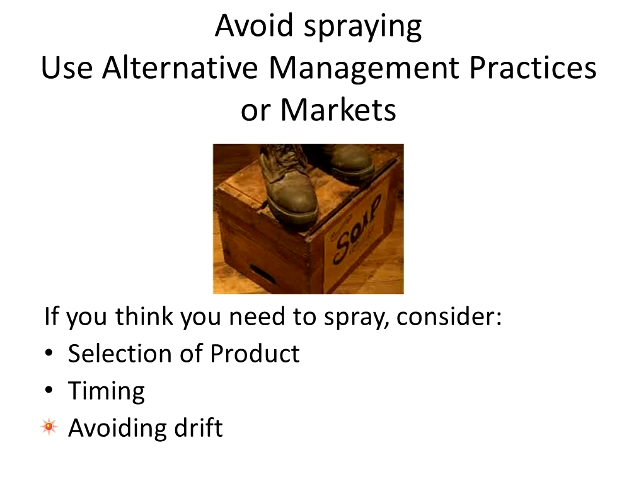 Avoid spraying
Use Alternative Management Practices
or Markets
SOAP
If you think you need to spray, consider:
• Selection of Product
• Timing
Avoiding drift